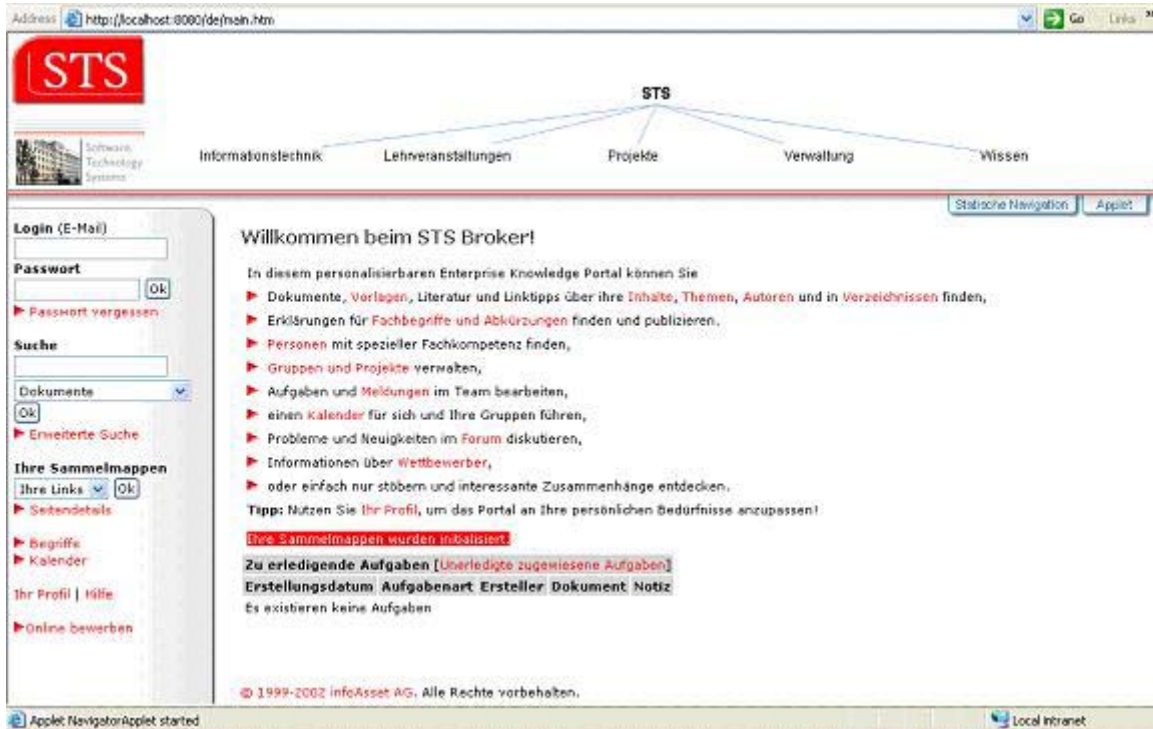 Address http://localhost:8080/de/main.htm Go Links
STS
Software
Technology
Systems
STS
Informationstechnik Lehrveranstaltungen Projekte Verwaltung Wissen
Statische Navigation Applet
Login (E-Mail)
Passwort
Ok
Passwort vergessen
Suche
Dokumente
Ok
Erweiterte Suche
Ihre Sammelmappen
Ihre Links Ok
Seitendetails
Begriffe
Kalender
Ihr Profil | Hilfe
Online bewerben
Willkommen beim STS Broker!
In diesem personalisierbaren Enterprise Knowledge Portal können Sie
Dokumente, Vorlagen, Literatur und Linktipps über ihre Inhalte, Themen, Autoren und in Verzeichnissen finden,
Erklärungen für Fachbegriffe und Abkürzungen finden und publizieren,
Personen mit spezieller Fachkompetenz finden,
Gruppen und Projekte verwalten,
Aufgaben und Meldungen im Team bearbeiten,
einen Kalender für sich und Ihre Gruppen führen,
Probleme und Neuigkeiten im Forum diskutieren,
Informationen über Wettbewerber,
oder einfach nur stöbern und interessante Zusammenhänge entdecken.
Tipp: Nutzen Sie Ihr Profil, um das Portal an Ihre persönlichen Bedürfnisse anzupassen!
Ihre Sammelmappen wurden initialisiert.
Zu erledigende Aufgaben [Unerledigte zugewiesene Aufgaben]
Erstellungsdatum Aufgabenart Ersteller Dokument Notiz
Es existieren keine Aufgaben
© 1999-2002 infoAsset AG. Alle Rechte vorbehalten.
Applet NavigatorApplet started Local intranet